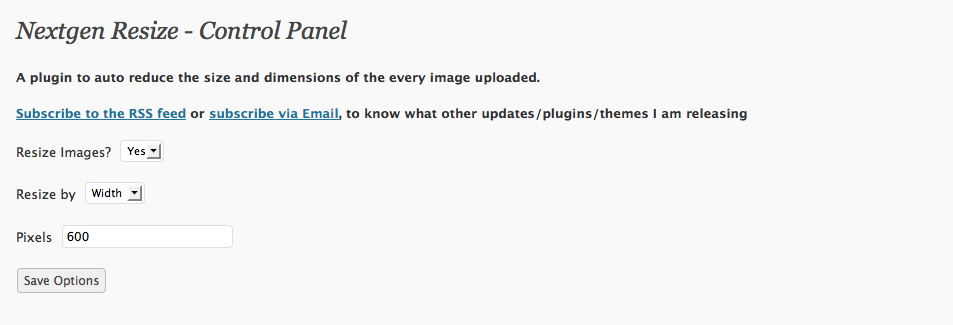 Nextgen Resize - Control Panel
A plugin to auto reduce the size and dimensions of the every image uploaded.
Subscribe to the RSS feed or subscribe via Email, to know what other updates/plugins/themes I am releasing
Resize Images? Yes
Resize by Width
Pixels 600
Save Options